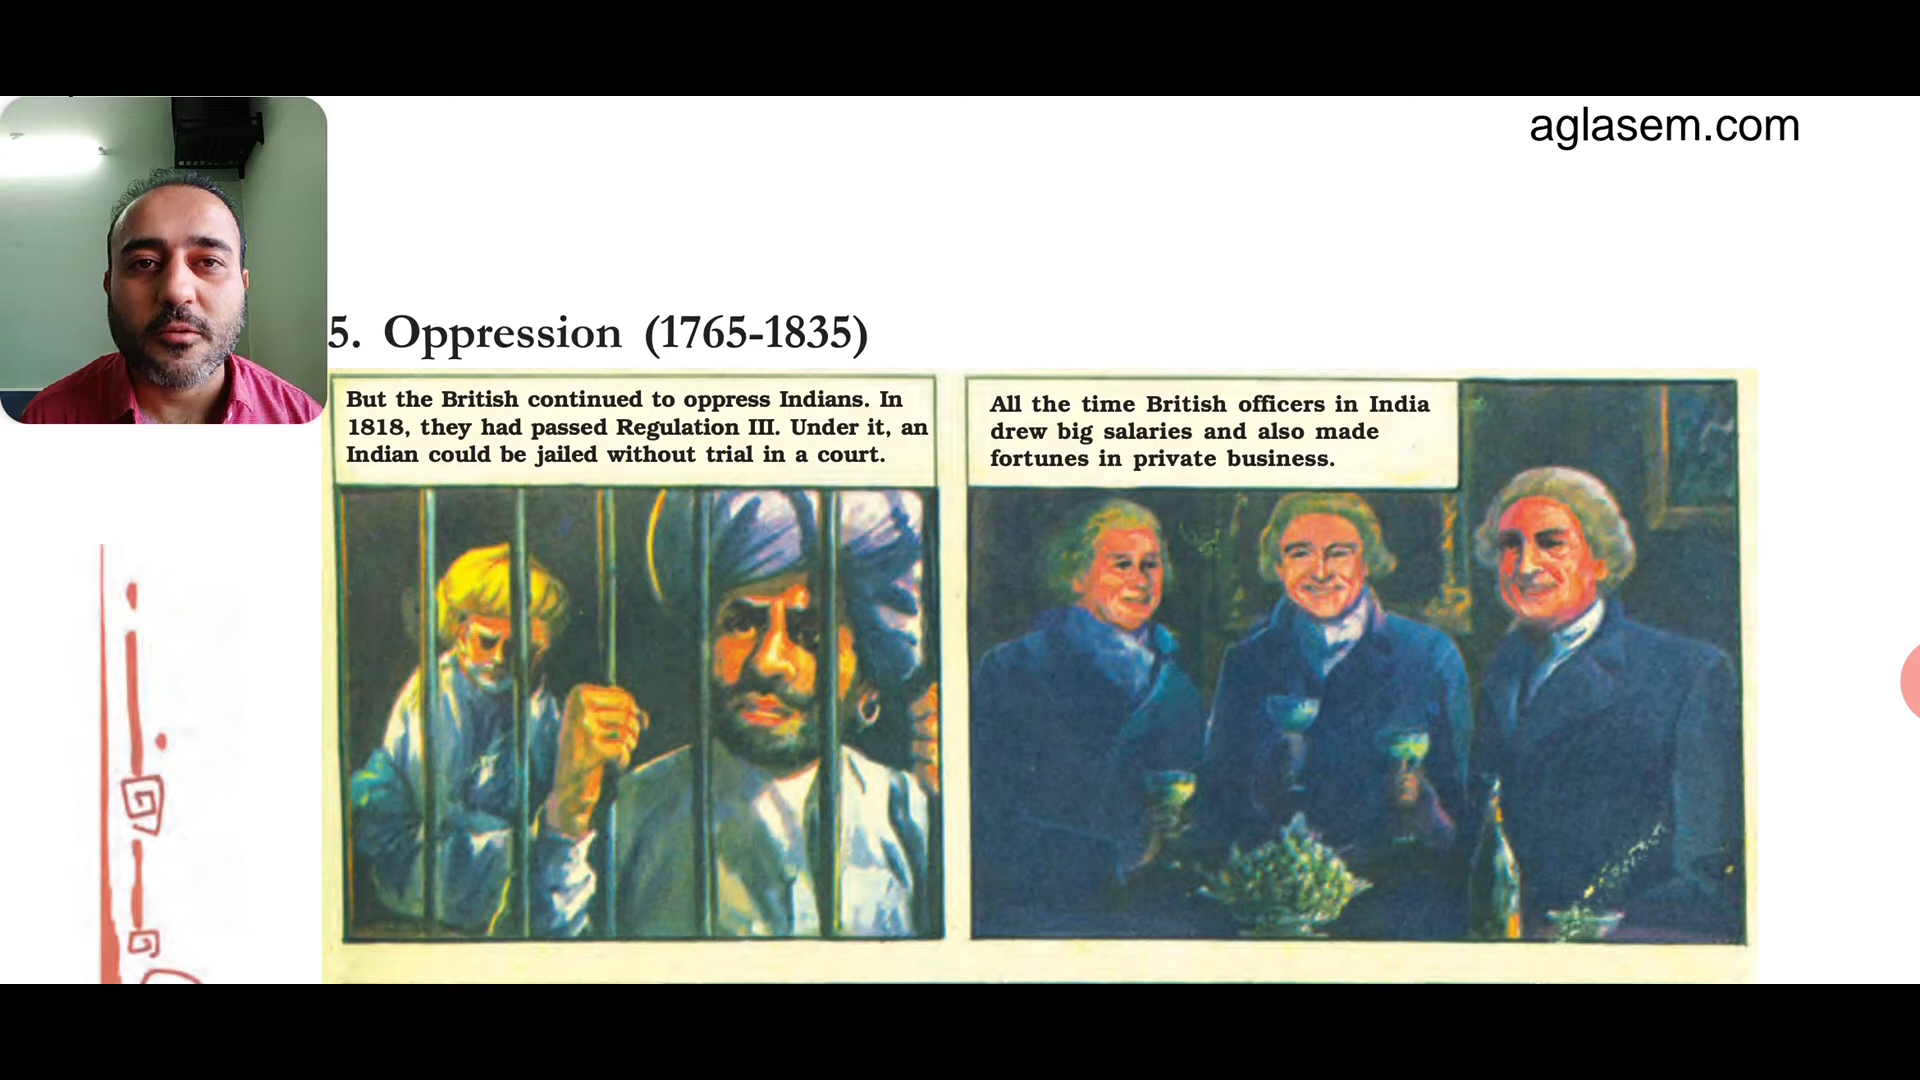 aglasem.com
5. Oppression (1765-1835)
But the British continued to oppress Indians. In
1818, they had passed Regulation III. Under it, an
Indian could be jailed without trial in a court.
All the time British officers in India
drew big salaries and also made
fortunes in private business.